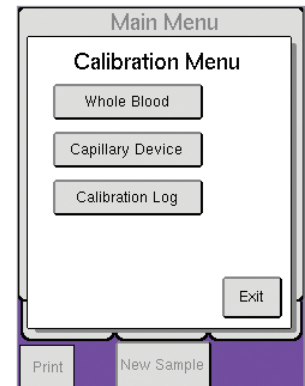 Main Menu
Calibration Menu
Whole Blood
Capillary Device
Calibration Log
Exit
Print
New Sample